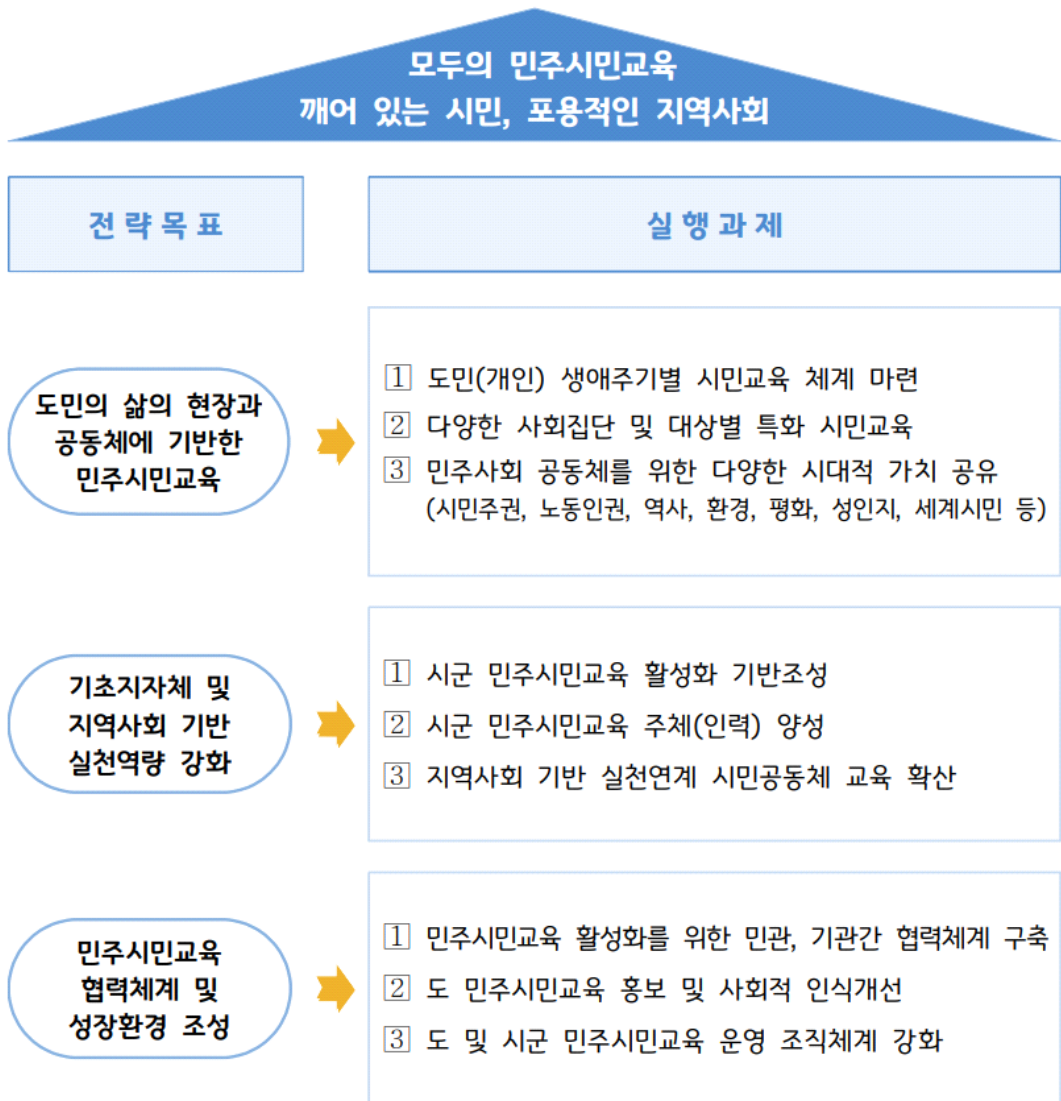 모두의 민주시민교육
깨어 있는 시민, 포용적인 지역사회
전략목표
실행과제
도민의 삶의 현장과
공동체에 기반한
민주시민교육
1 도민(개인) 생애주기별 시민교육 체계 마련
2 다양한 사회집단 및 대상별 특화 시민교육
3 민주사회 공동체를 위한 다양한 시대적 가치 공유
(시민주권, 노동인권, 역사, 환경, 평화, 성인지, 세계시민 등)
기초지자체 및
지역사회 기반
실천역량 강화
1 시군 민주시민교육 활성화 기반조성
2 시군 민주시민교육 주체(인력) 양성
3 지역사회 기반 실천연계 시민공동체 교육 확산
민주시민교육
협력체계 및
성장환경 조성
1 민주시민교육 활성화를 위한 민관, 기관간 협력체계 구축
2 도 민주시민교육 홍보 및 사회적 인식개선
3 도 및 시군 민주시민교육 운영 조직체계 강화